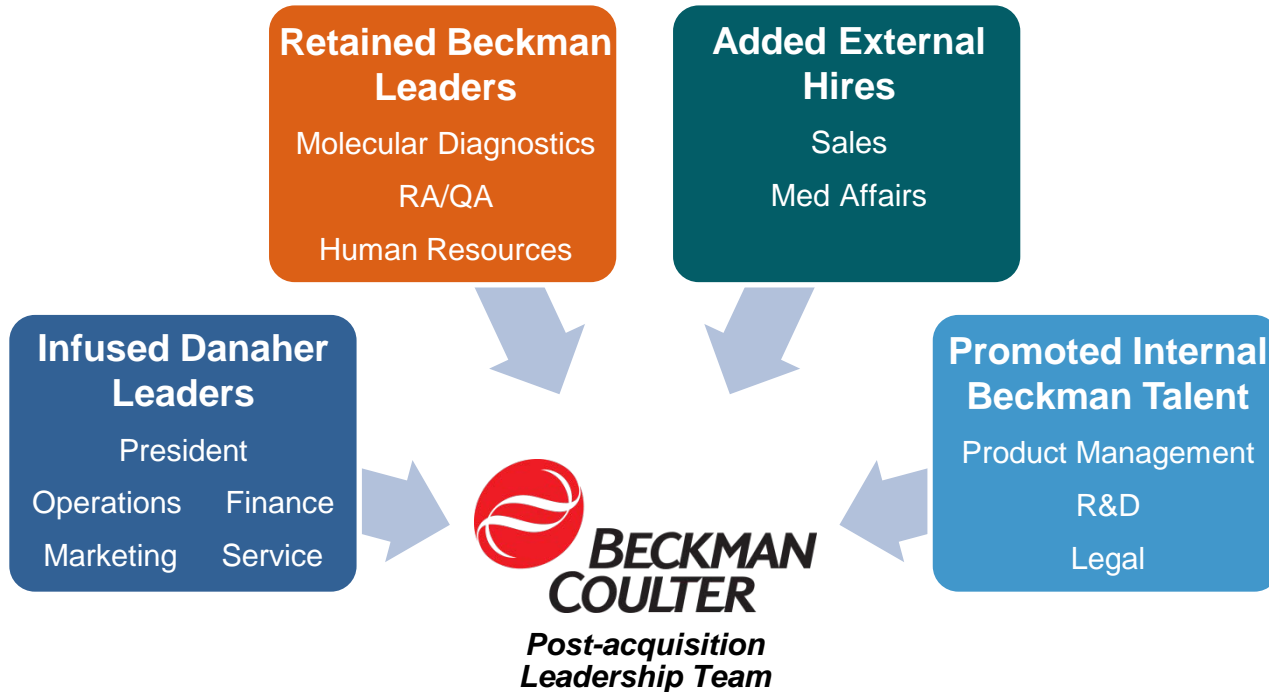 Retained Beckman
Leaders
Molecular Diagnostics
RA/QA
Human Resources
Added External
Hires
Sales
Med Affairs
Infused Danaher
Leaders
President
Operations Finance
Marketing Service
Promoted Internal
Beckman Talent
Product Management
R&D
Legal
BECKMAN
COULTER
Post-acquisition
Leadership Team